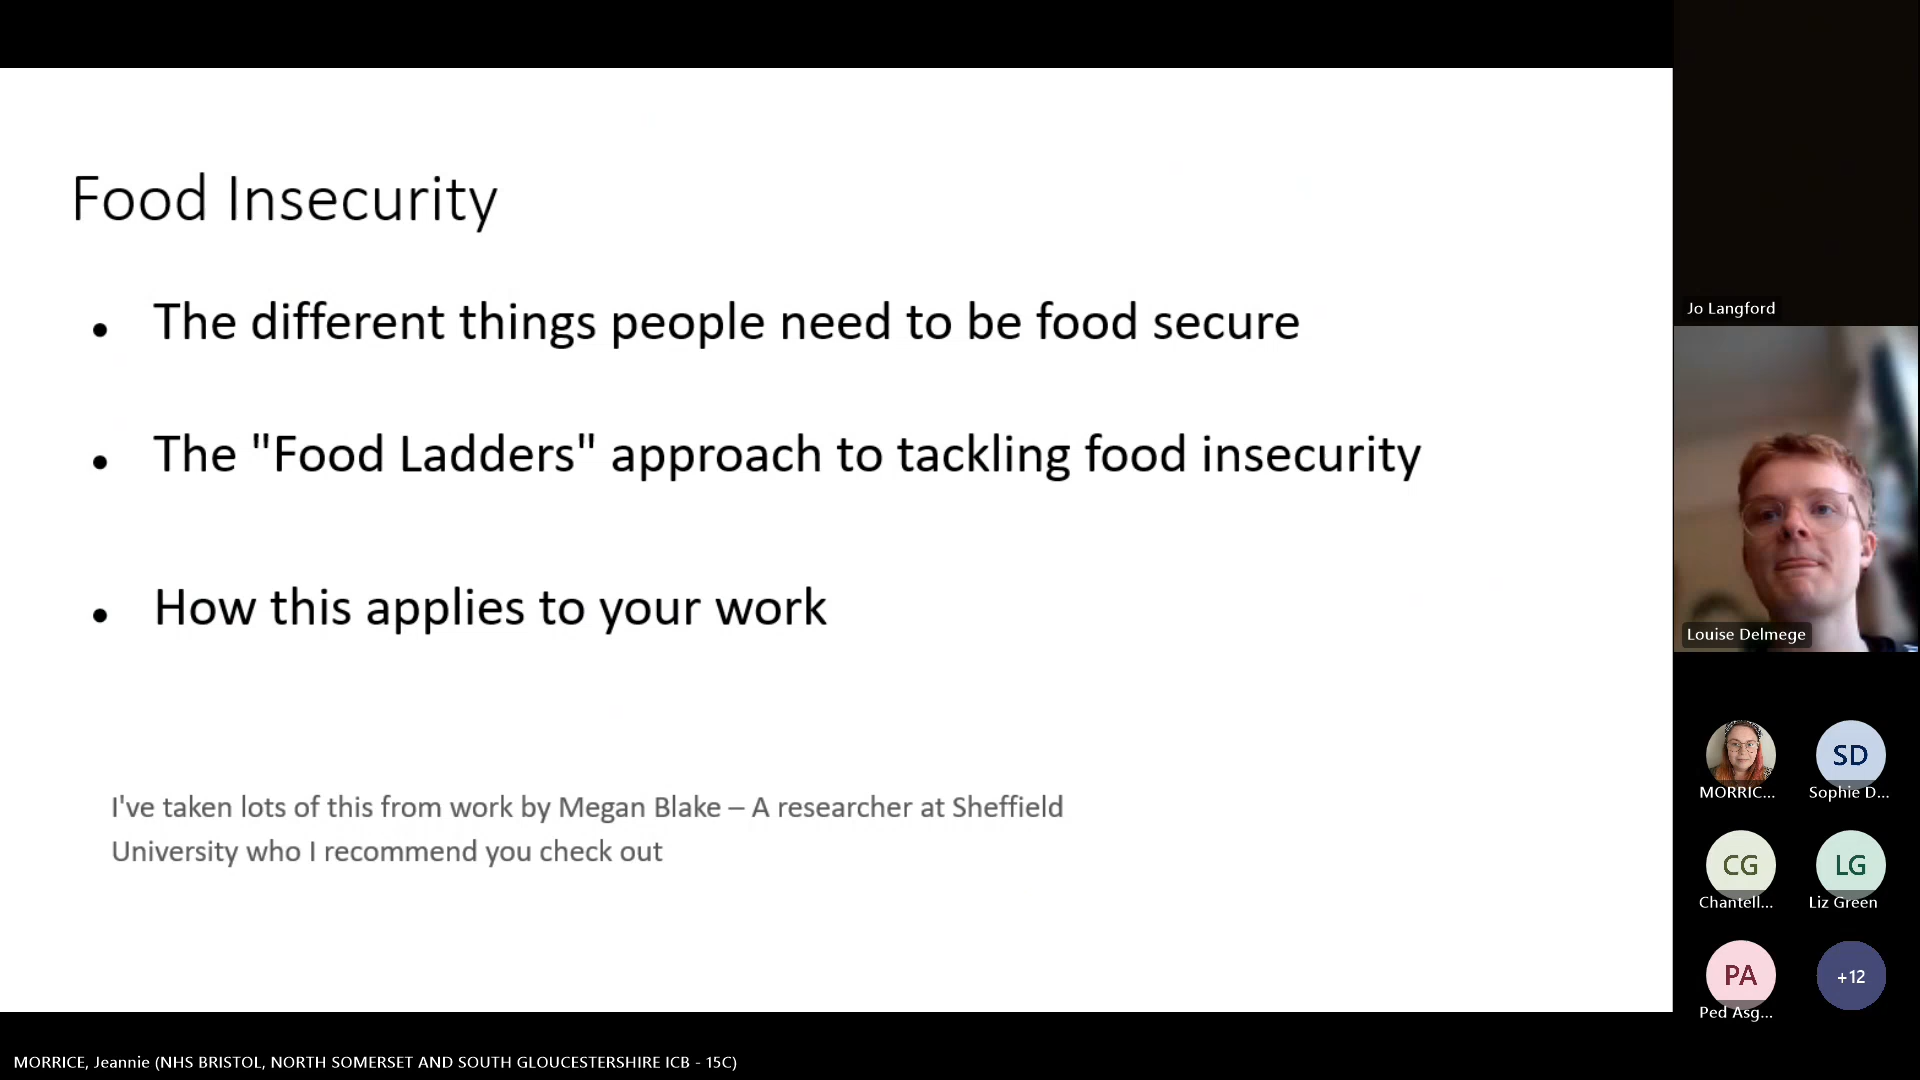 Food Insecurity
• The different things people need to be food secure
• The "Food Ladders" approach to tackling food insecurity
• How this applies to your work
I've taken lots of this from work by Megan Blake – A researcher at Sheffield
University who I recommend you check out
Jo Langford
Louise Delmege
MORRIC...
SD
Sophie D...
CG
Chantell...
LG
Liz Green
PA
Ped Asg...
+12
MORRICE, Jeannie (NHS BRISTOL, NORTH SOMERSET AND SOUTH GLOUCESTERSHIRE ICB - 15C)